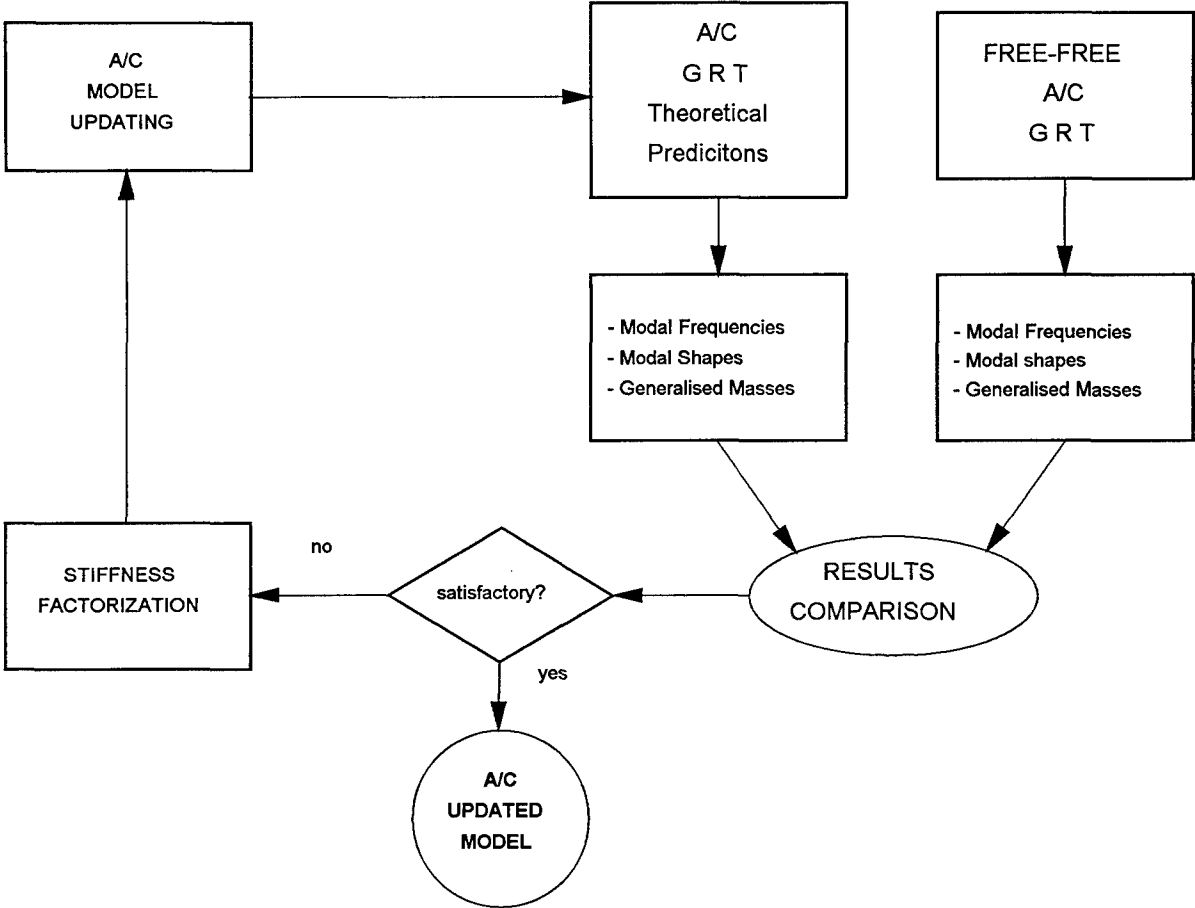 A/C
MODEL
UPDATING
A/C
G R T
Theoretical
Predicitons
FREE-FREE
A/C
G R T
- Modal Frequencies
- Modal Shapes
- Generalised Masses
- Modal Frequencies
- Modal shapes
- Generalised Masses
STIFFNESS
FACTORIZATION
no
satisfactory?
yes
RESULTS
COMPARISON
A/C
UPDATED
MODEL